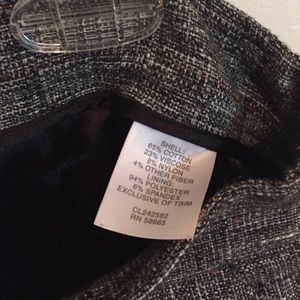 SHELL:
65% COTTON
23% VISCOSE
8% NYLON
4% OTHER FIBER
LINING:
94% POLYESTER
6% SPANDEX
EXCLUSIVE OF TRIM
CL242582
RN 58665